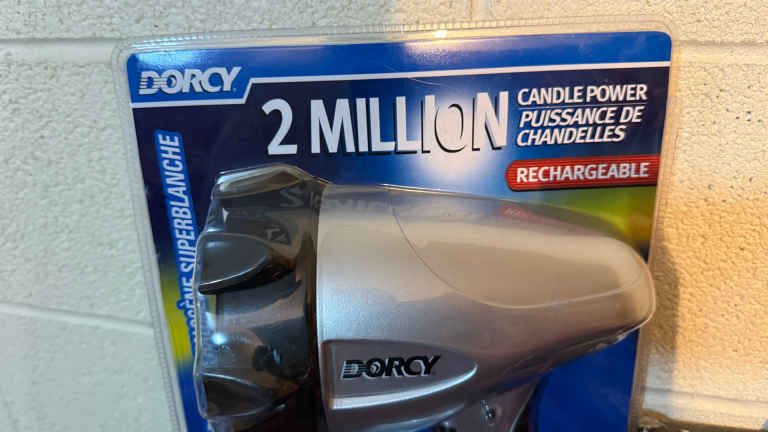 DORCY
2 MILLION
CANDLE POWER
PUISSANCE DE
CHANDELLES
RECHARGEABLE
SUPERBLANCHE
DORCY